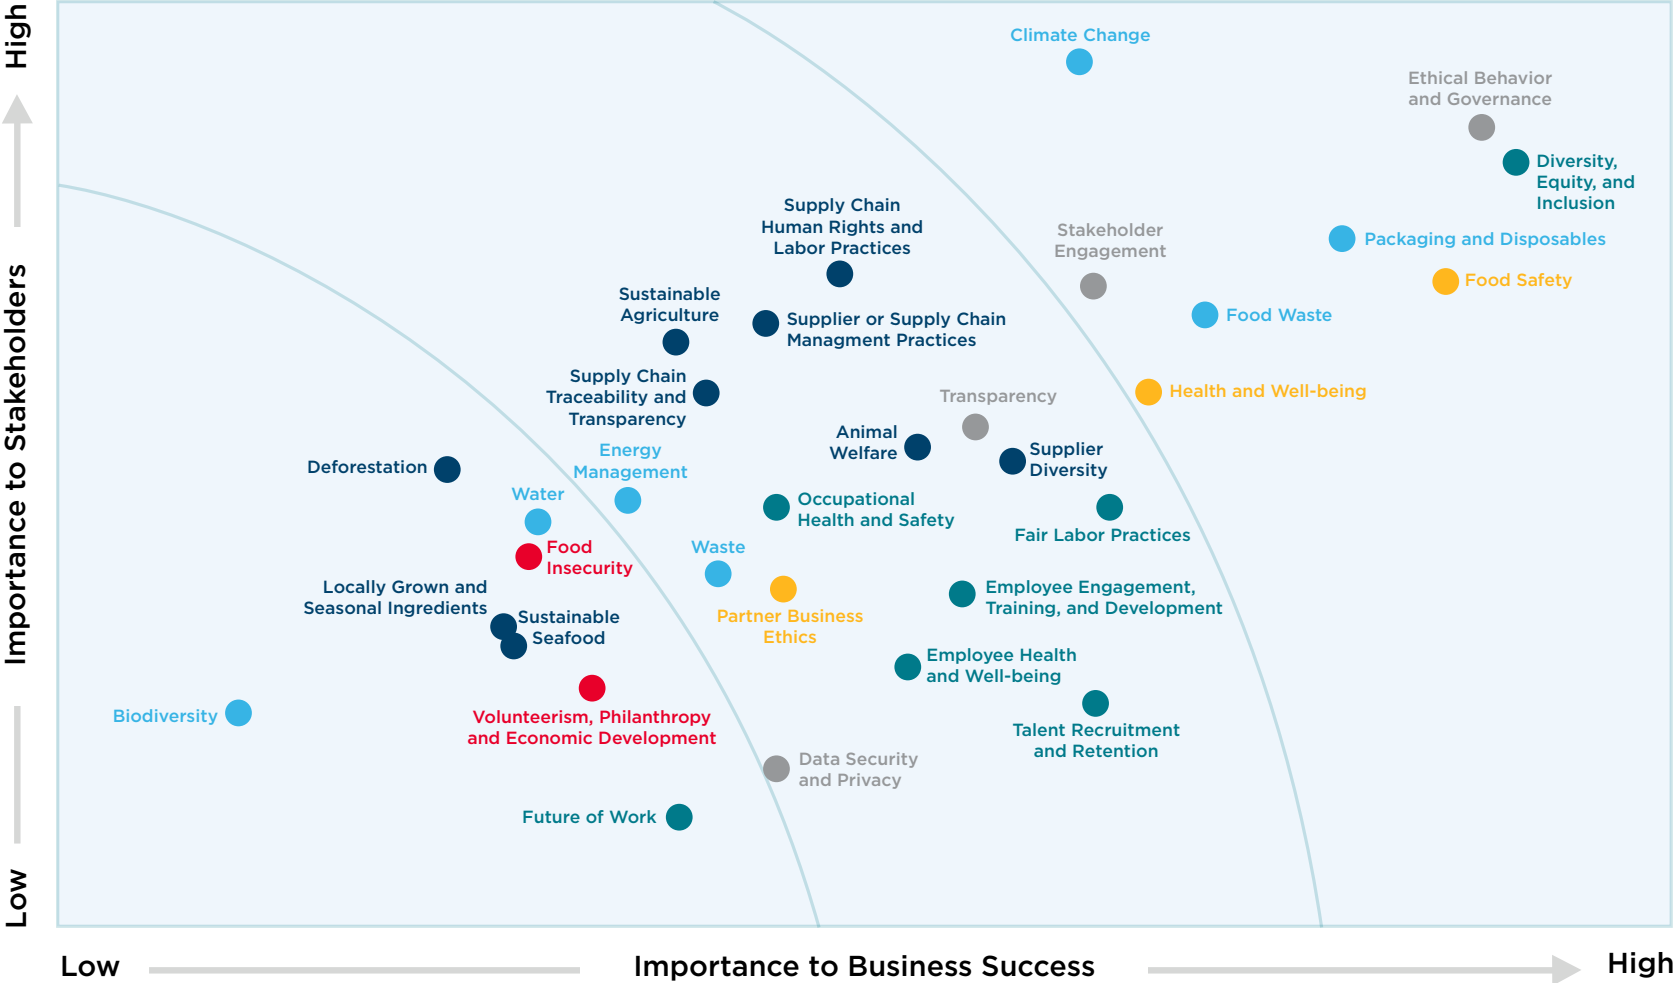 High
Importance to Stakeholders
Low
Climate Change
Ethical Behavior
and Governance
Diversity,
Equity, and
Inclusion
Supply Chain
Human Rights and
Labor Practices
Stakeholder
Engagement
Packaging and Disposables
Food Safety
Sustainable
Agriculture
Supplier or Supply Chain
Managment Practices
Food Waste
Supply Chain
Traceability and
Transparency
Transparency
Health and Well-being
Animal
Welfare
Supplier
Diversity
Energy
Management
Deforestation
Water
Occupational
Health and Safety
Fair Labor Practices
Food
Insecurity
Waste
Locally Grown and
Seasonal Ingredients
Sustainable
Seafood
Partner Business
Ethics
Employee Engagement,
Training, and Development
Employee Health
and Well-being
Biodiversity
Volunteerism, Philanthropy
and Economic Development
Talent Recruitment
and Retention
Data Security
and Privacy
Future of Work
Low
Importance to Business Success
High